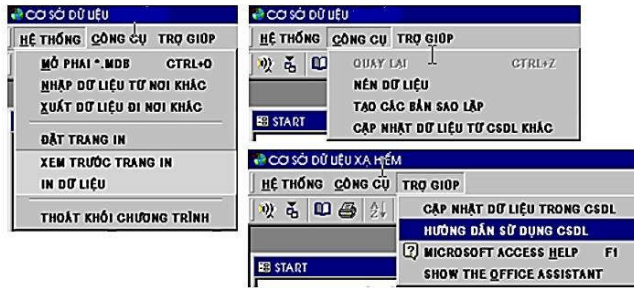 CƠ SỞ DỮ LIỆU
HỆ THỐNG CÔNG CỤ TRỢ GIÚP
MỞ PHAI *.MDB CTRL+O
NHẬP DỮ LIỆU TỪ NƠI KHÁC
XUẤT DỮ LIỆU ĐI NƠI KHÁC
ĐẶT TRANG IN
XEM TRƯỚC TRANG IN
IN DỮ LIỆU
THOÁT KHỎI CHƯƠNG TRÌNH
CƠ SỞ DỮ LIỆU
HỆ THỐNG CÔNG CỤ TRỢ GIÚP
QUAY LẠI CTRL+Z
NÉN DỮ LIỆU
TẠO CÁC BẢN SAO LẶP
CẬP NHẬT DỮ LIỆU TỪ CSDL KHÁC
START
CƠ SỞ DỮ LIỆU XẠ HIẾM
HỆ THỐNG CÔNG CỤ TRỢ GIÚP
CẬP NHẬT DỮ LIỆU TRONG CSDL
HƯỚNG DẪN SỬ DỤNG CSDL
MICROSOFT ACCESS HELP F1
SHOW THE OFFICE ASSISTANT
START